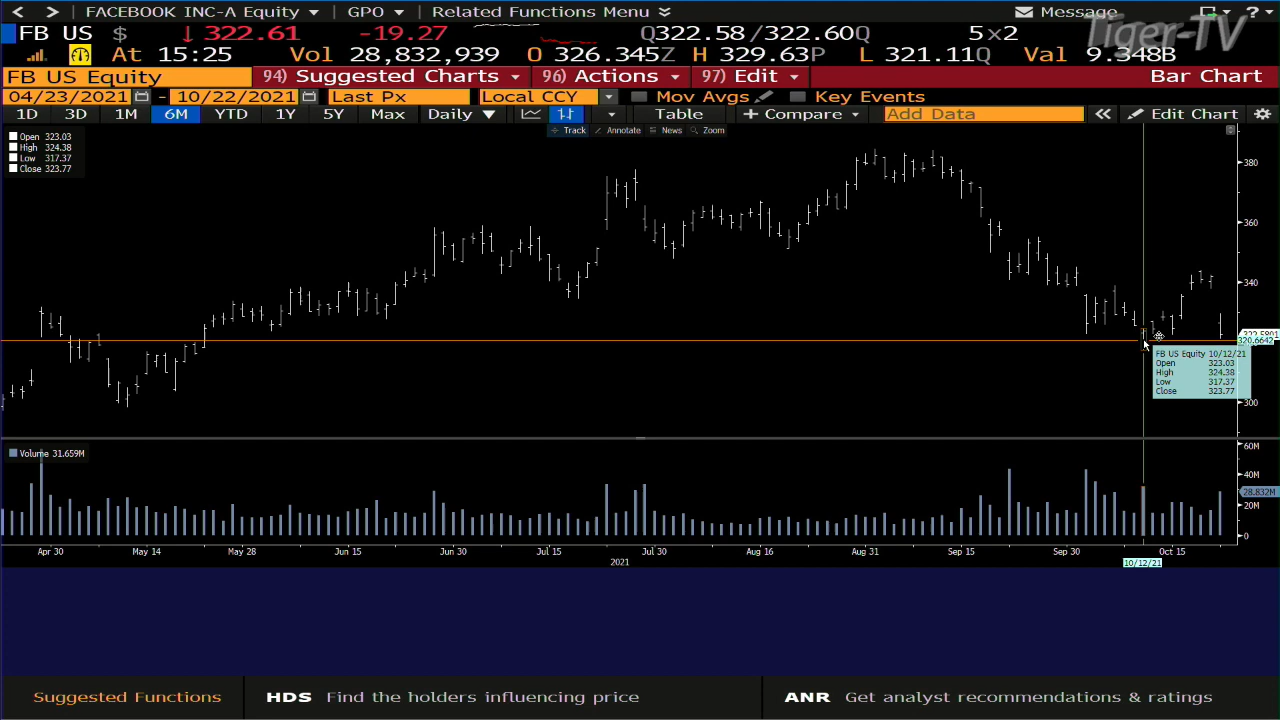 FACEBOOK INC-A Equity GPO Related Functions Menu Message ?
Tiger-TV
FB US $ ↓ 322.61 -19.27 Q322.58/322.60Q 5×2
At 15:25 Vol 28,832,939 O 326.345Z H 329.63P L 321.11Q Val 9.348B
FB US Equity 94) Suggested Charts 96) Actions 97) Edit Bar Chart
04/23/2021 - 10/22/2021 Last Px Local CCY Mov Avgs Key Events
1D 3D 1M 6M YTD 1Y 5Y Max Daily ▼ Table + Compare Add Data « Edit Chart
Track Annotate News Zoom
Open 323.03
High 324.38
Low 317.37
Close 323.77
380
360
340
320.6642
FB US Equity 10/12/21
Open 323.03
High 324.38
Low 317.37
Close 323.77
300
Volume 31.659M
60M
40M
28.832M
20M
0
Apr 30 May 14 May 28 Jun 15 Jun 30 Jul 15 Jul 30 Aug 16 Aug 31 Sep 15 Sep 30 Oct 15
2021
10/12/21
Suggested Functions HDS Find the holders influencing price ANR Get analyst recommendations & ratings